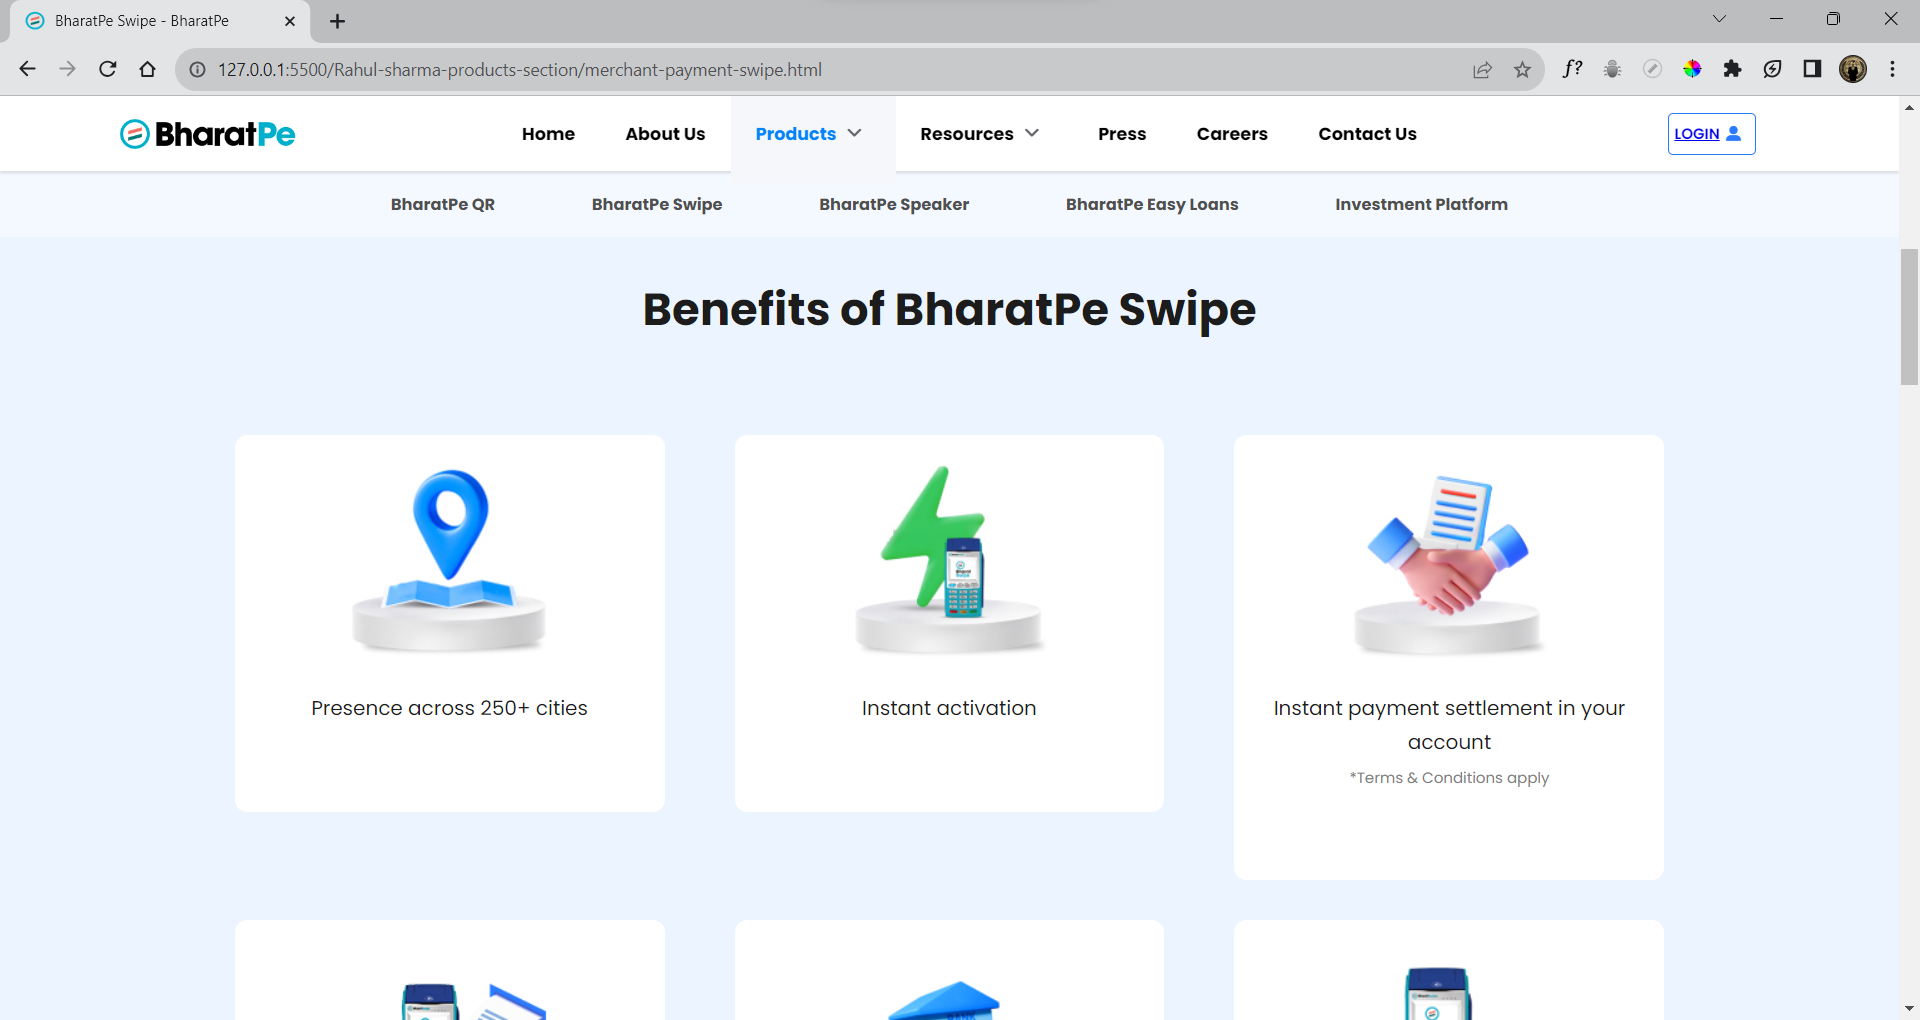 BharatPe Swipe - BharatPe
127.0.0.1:5500/Rahul-sharma-products-section/merchant-payment-swipe.html
f?
BharatPe Home About Us Products Resources Press Careers Contact Us LOGIN
BharatPe QR BharatPe Swipe BharatPe Speaker BharatPe Easy Loans Investment Platform
Benefits of BharatPe Swipe
Presence across 250+ cities
Instant activation
Instant payment settlement in your
account
*Terms & Conditions apply
BANK